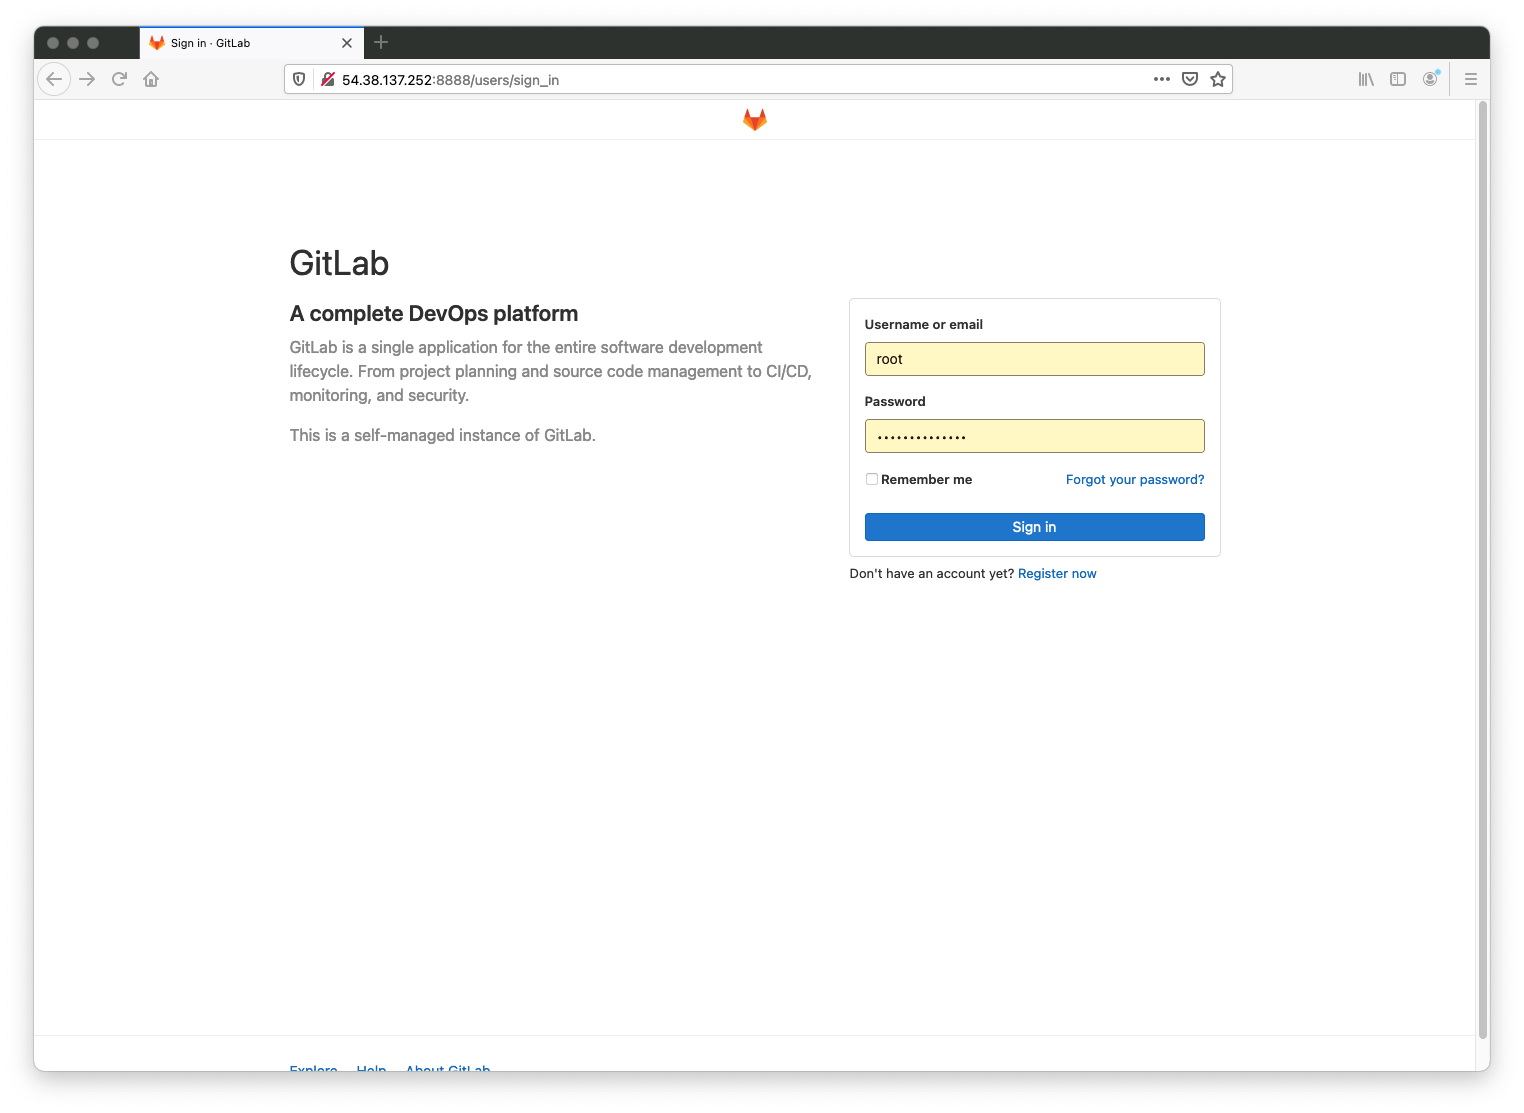 Sign in · GitLab
54.38.137.252:8888/users/sign_in
GitLab
A complete DevOps platform
GitLab is a single application for the entire software development
lifecycle. From project planning and source code management to CI/CD,
monitoring, and security.
This is a self-managed instance of GitLab.
Username or email
root
Password
••••••••••••••
Remember me
Forgot your password?
Sign in
Don't have an account yet? Register now
Explore Help About GitLab